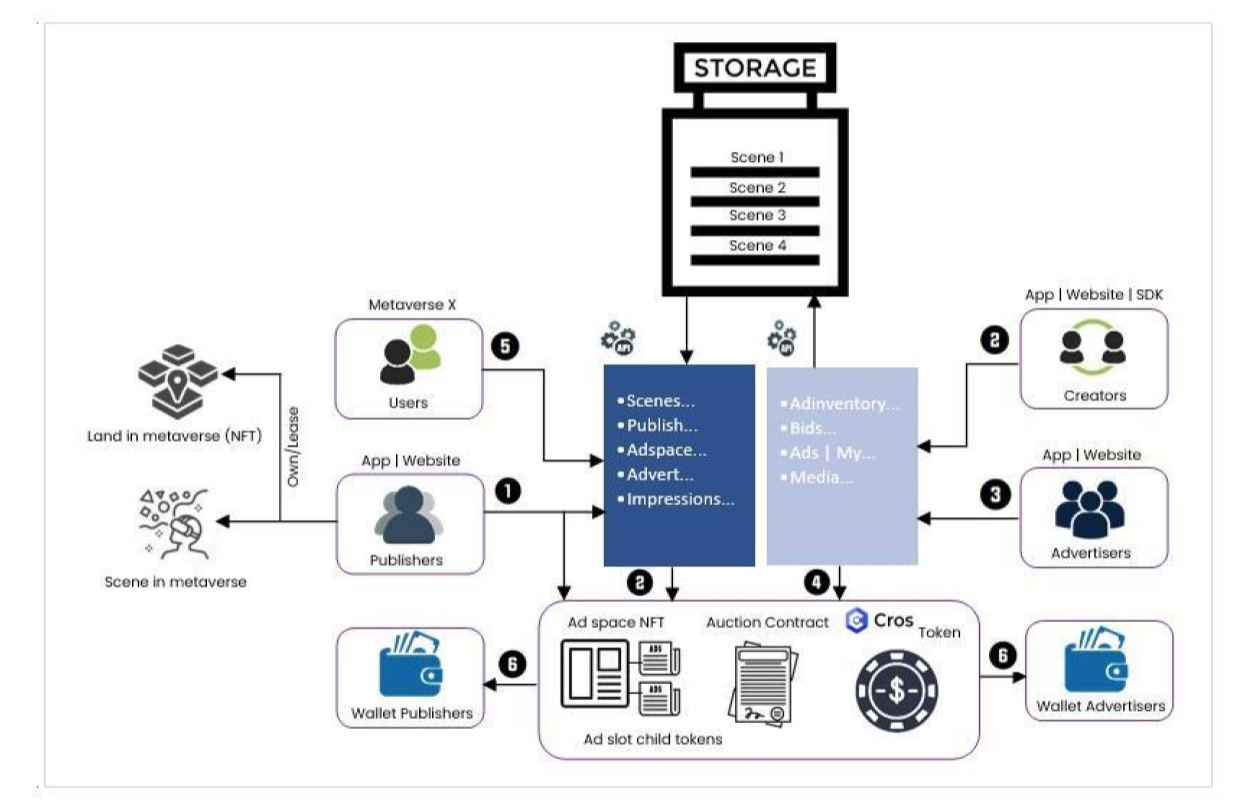 STORAGE
Scene 1
Scene 2
Scene 3
Scene 4
App | Website | SDK
Metaverse X
API
API
2
5
Users
Creators
•Scenes...
•Publish...
•Adspace...
•Advert...
•Impressions...
•Adinventory...
•Bids...
•Ads | My...
•Media...
Land in metaverse (NFT)
Own/Lease
App | Website
App | Website
1
3
Publishers
Advertisers
Scene in metaverse
2
4
Ad space NFT
Auction Contract
Cros
Token
ADS
ADS
$
6
6
Wallet Publishers
Wallet Advertisers
Ad slot child tokens